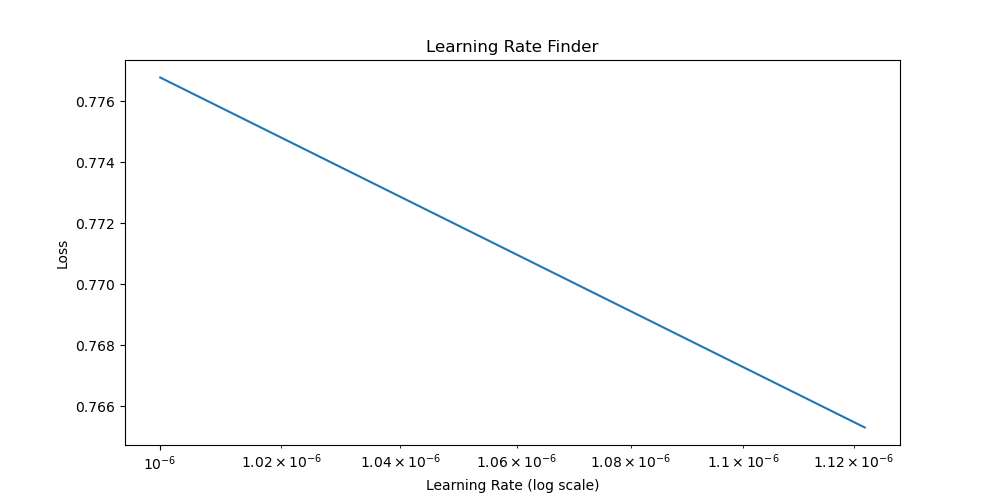 Learning Rate Finder
0.776
0.774
0.772
0.770
0.768
0.766
Loss
10⁻⁶
1.02 × 10⁻⁶
1.04 × 10⁻⁶
1.06 × 10⁻⁶
1.08 × 10⁻⁶
1.1 × 10⁻⁶
1.12 × 10⁻⁶
Learning Rate (log scale)